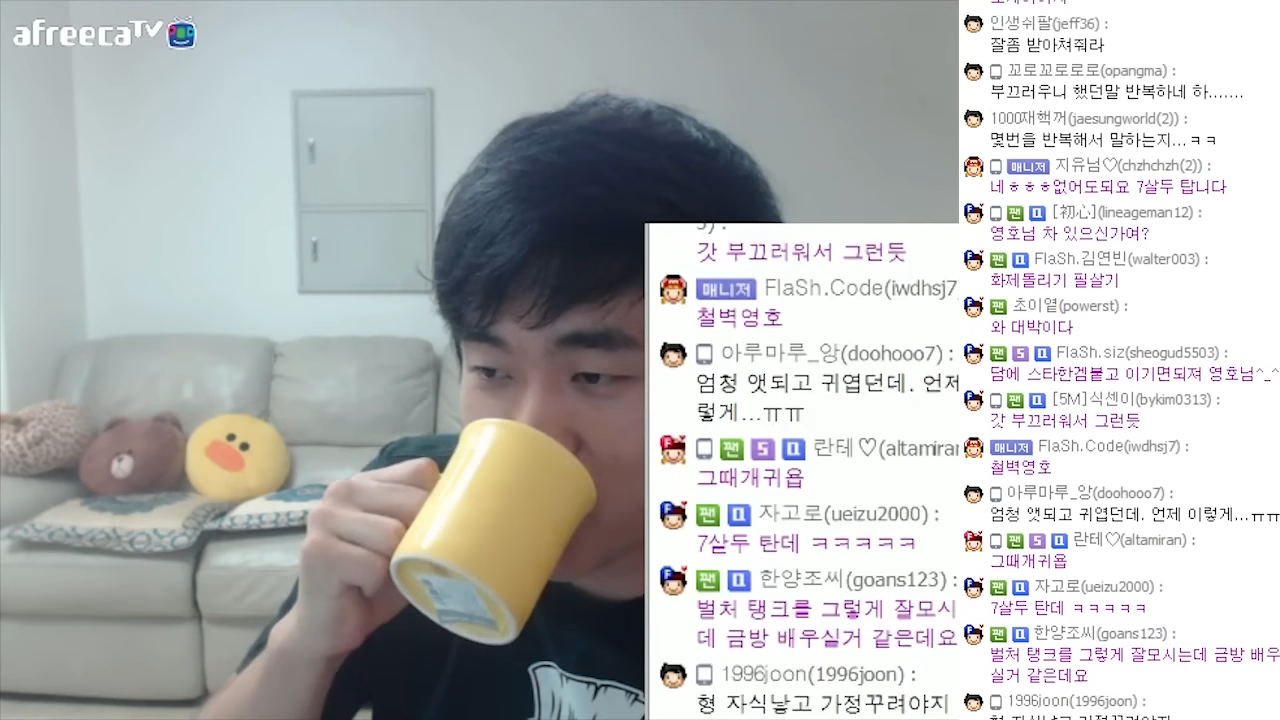 afreecaTV
갓 부끄러워서 그런듯
매니저 FlaSh.Code(iwdhsj7
철벽영호
아루마루_앙(doohooo7) :
엄청 앳되고 귀엽던데. 언제
렇게...ㅠㅠ
팬 S Q 란테♡(altamiran
그때개귀욥
팬 Q 자고로(ueizu2000) :
7살두 탄데 ㅋㅋㅋㅋㅋ
팬 Q 한양조씨(goans123) :
벌처 탱크를 그렇게 잘모시
데 금방 배우실거 같은데요
1996joon(1996joon) :
형 자식낳고 가정꾸려야지
인생쉬팔(jeff36) :
잘좀 받아쳐줘라
꼬로꼬로로로(opangma) :
부끄러우니 했던말 반복하네 하.......
1000재핵꺼(jaesungworld(2)) :
몇번을 반복해서 말하는지...ㅋㅋ
매니저 지유님♡(chzhchzh(2)) :
네ㅎㅎㅎ없어도되요 7살두 탑니다
팬 Q [初心](lineageman12) :
영호님 차 있으신가여?
팬 Q FlaSh.김연빈(walter003) :
화제돌리기 필살기
팬 초이열(powerst) :
와 대박이다
팬 S Q FlaSh.siz(sheogud5503) :
담에 스타한겜붙고 이기면되져 영호님^_^
팬 Q [5M]식센이(bykim0313) :
갓 부끄러워서 그런듯
매니저 FlaSh.Code(iwdhsj7) :
철벽영호
아루마루_앙(doohooo7) :
엄청 앳되고 귀엽던데. 언제 이렇게...ㅠㅠ
팬 S Q 란테♡(altamiran) :
그때개귀욥
팬 Q 자고로(ueizu2000) :
7살두 탄데 ㅋㅋㅋㅋㅋ
팬 Q 한양조씨(goans123) :
벌처 탱크를 그렇게 잘모시는데 금방 배우
실거 같은데요
1996joon(1996joon) :